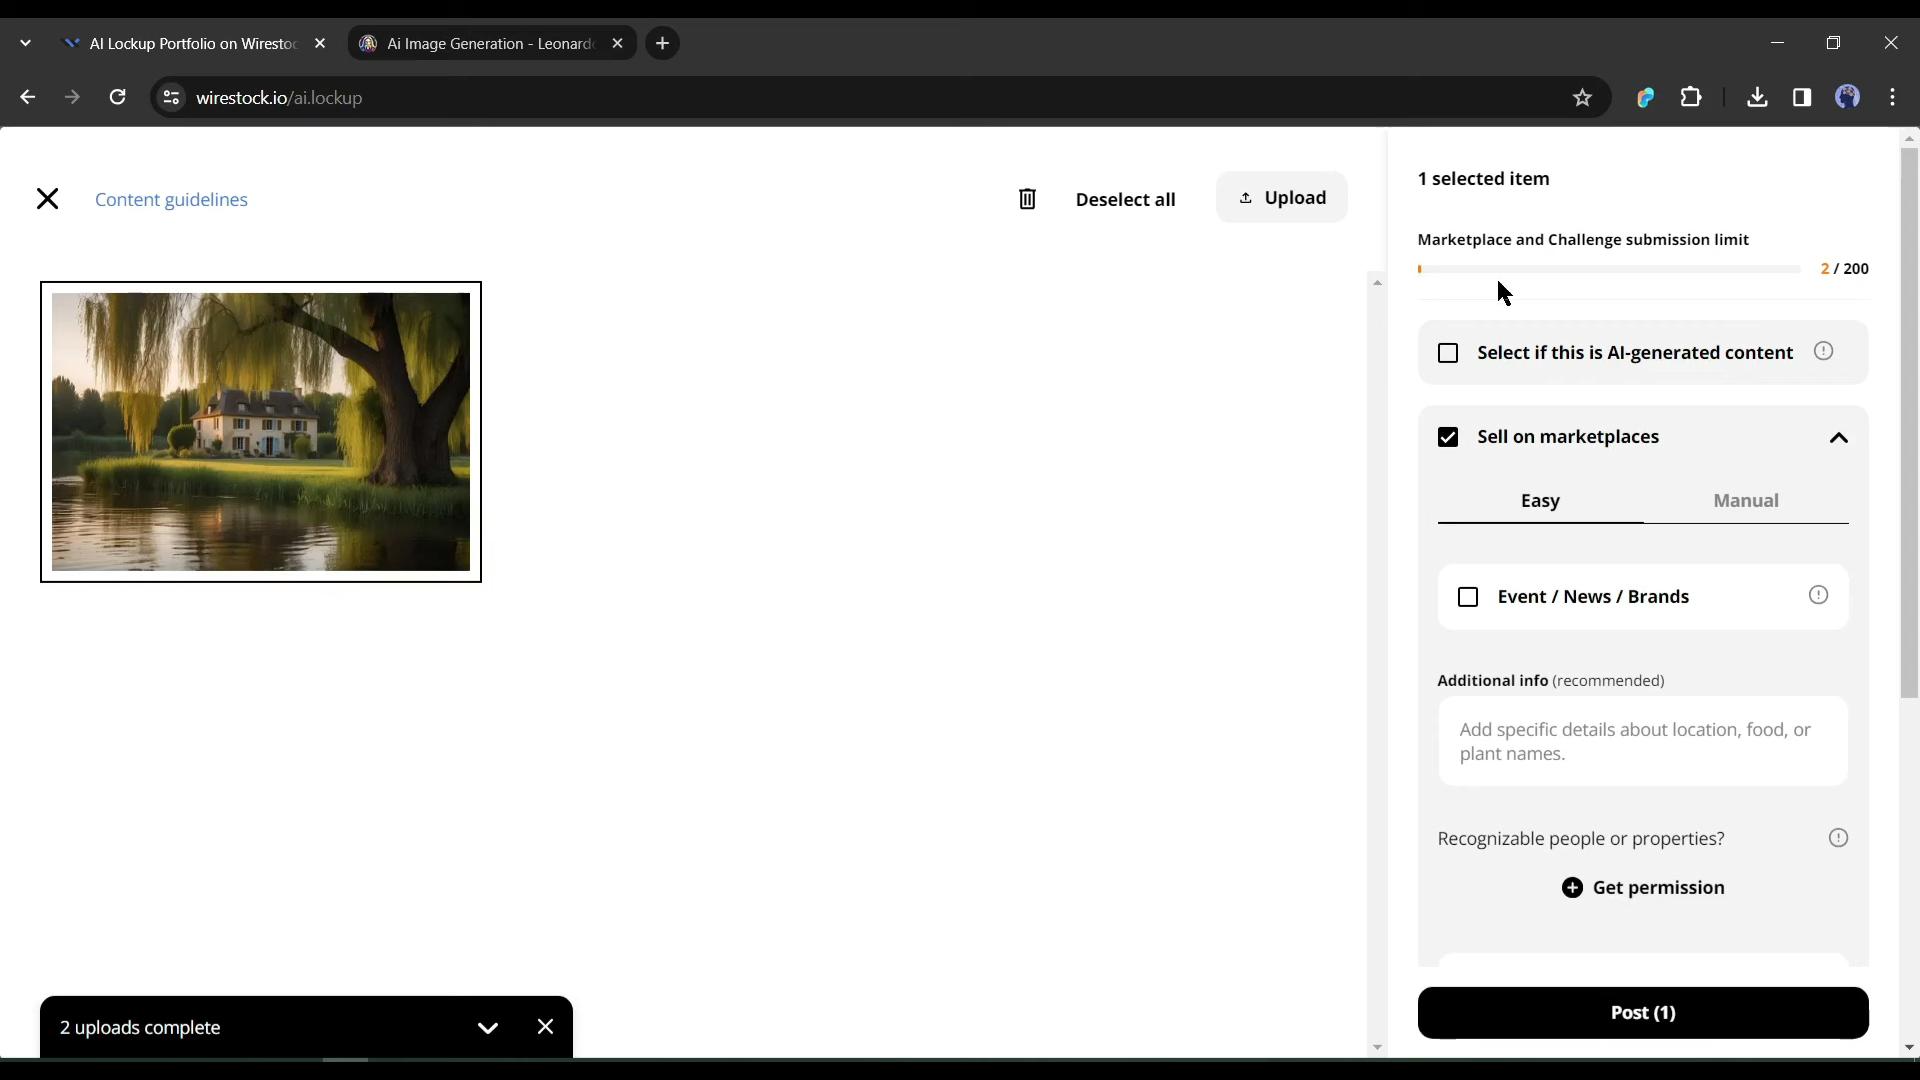 AI Lockup Portfolio on Wiresto
Ai Image Generation - Leonard
wirestock.io/ai.lockup
Content guidelines
Deselect all
Upload
1 selected item
Marketplace and Challenge submission limit
2 / 200
Select if this is AI-generated content
Sell on marketplaces
Easy
Manual
Event / News / Brands
Additional info (recommended)
Add specific details about location, food, or
plant names.
Recognizable people or properties?
Get permission
2 uploads complete
Post (1)